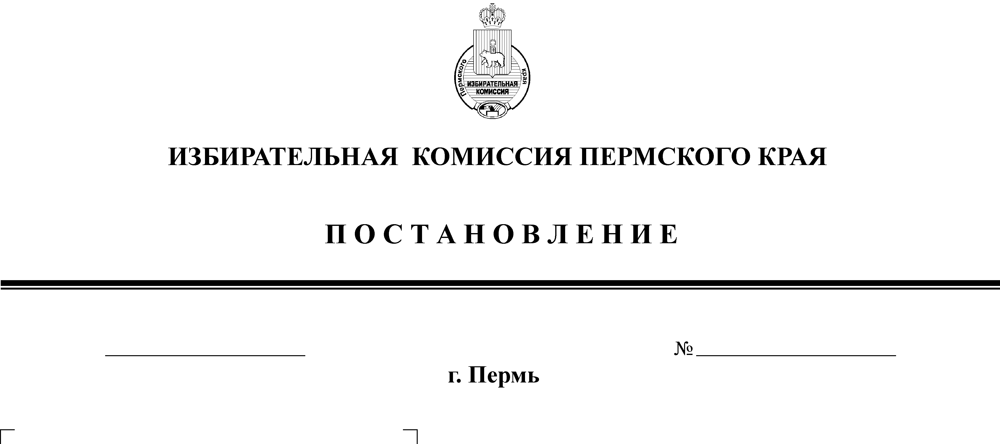 Пермского края
ИЗБИРАТЕЛЬНАЯ
КОМИССИЯ
ИЗБИРАТЕЛЬНАЯ КОМИССИЯ ПЕРМСКОГО КРАЯ
П О С Т А Н О В Л Е Н И Е
№
г. Пермь